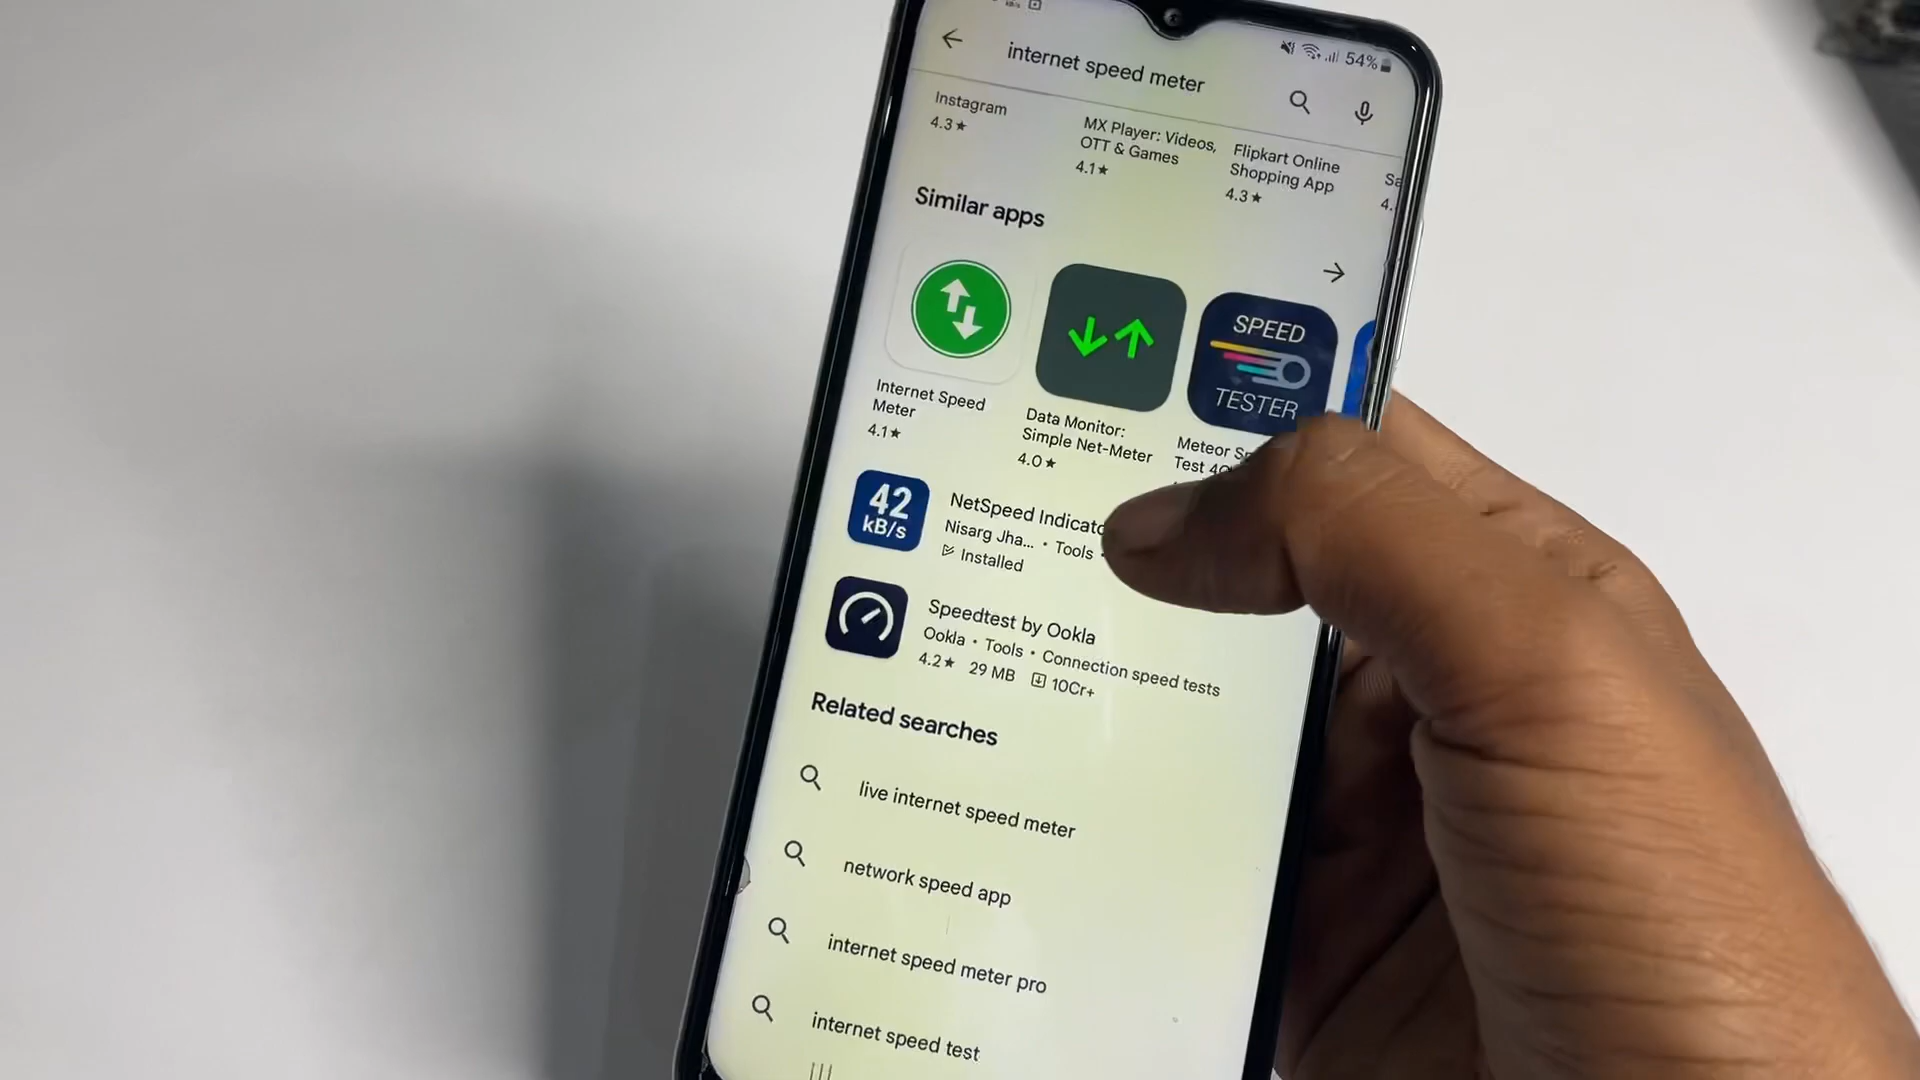 54%
internet speed meter
Instagram
4.3★
MX Player: Videos,
OTT & Games
4.1★
Flipkart Online
Shopping App
4.3★
Sa
4.
Similar apps
SPEED
TESTER
Internet Speed
Meter
4.1★
Data Monitor:
Simple Net-Meter
4.0★
Meteor
Test
42
kB/s
NetSpeed Indicato
Nisarg Jha... • Tools •
Installed
Speedtest by Ookla
Ookla • Tools • Connection speed tests
4.2★ 29 MB 10Cr+
Related searches
live internet speed meter
network speed app
internet speed meter pro
internet speed test